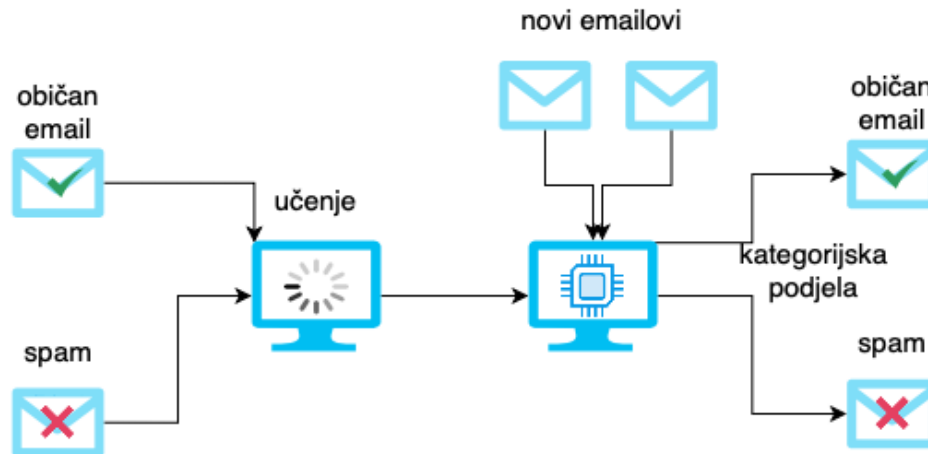 novi emailovi
običan
email
običan
email
učenje
kategorijska
podjela
spam
spam